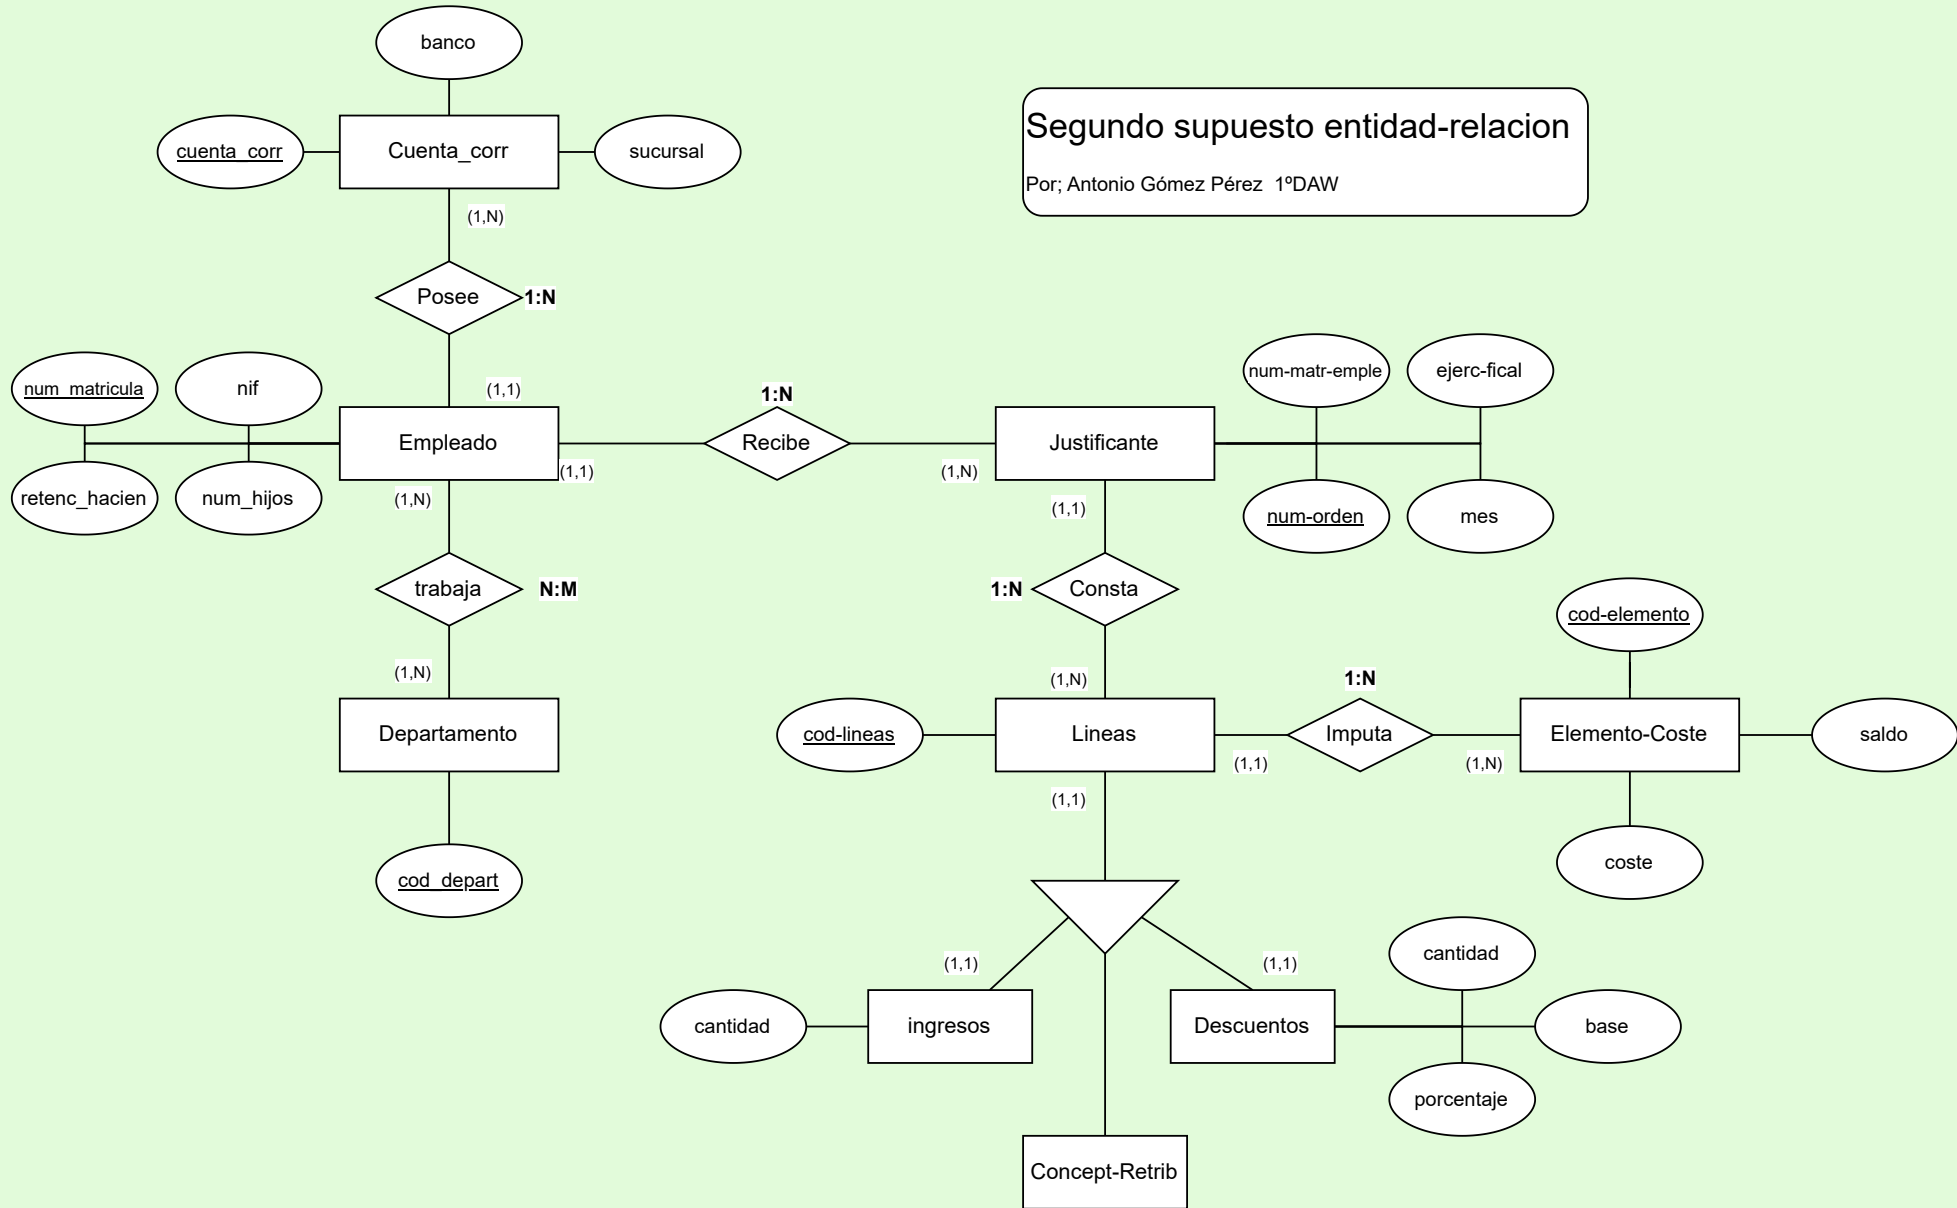 banco
cuenta_corr
Cuenta_corr
sucursal
Segundo supuesto entidad-relacion
Por; Antonio Gómez Pérez  1ºDAW
(1,N)
Posee
1:N
(1,1)
num_matricula
nif
retenc_hacien
num_hijos
Empleado
(1,1)
1:N
Recibe
(1,N)
Justificante
num-matr-emple
ejerc-fical
num-orden
mes
(1,N)
trabaja
N:M
(1,N)
Departamento
cod_depart
(1,1)
1:N
Consta
(1,N)
cod-lineas
Lineas
(1,1)
1:N
Imputa
(1,N)
cod-elemento
Elemento-Coste
saldo
coste
(1,1)
(1,1)
(1,1)
cantidad
ingresos
Descuentos
cantidad
base
porcentaje
Concept-Retrib